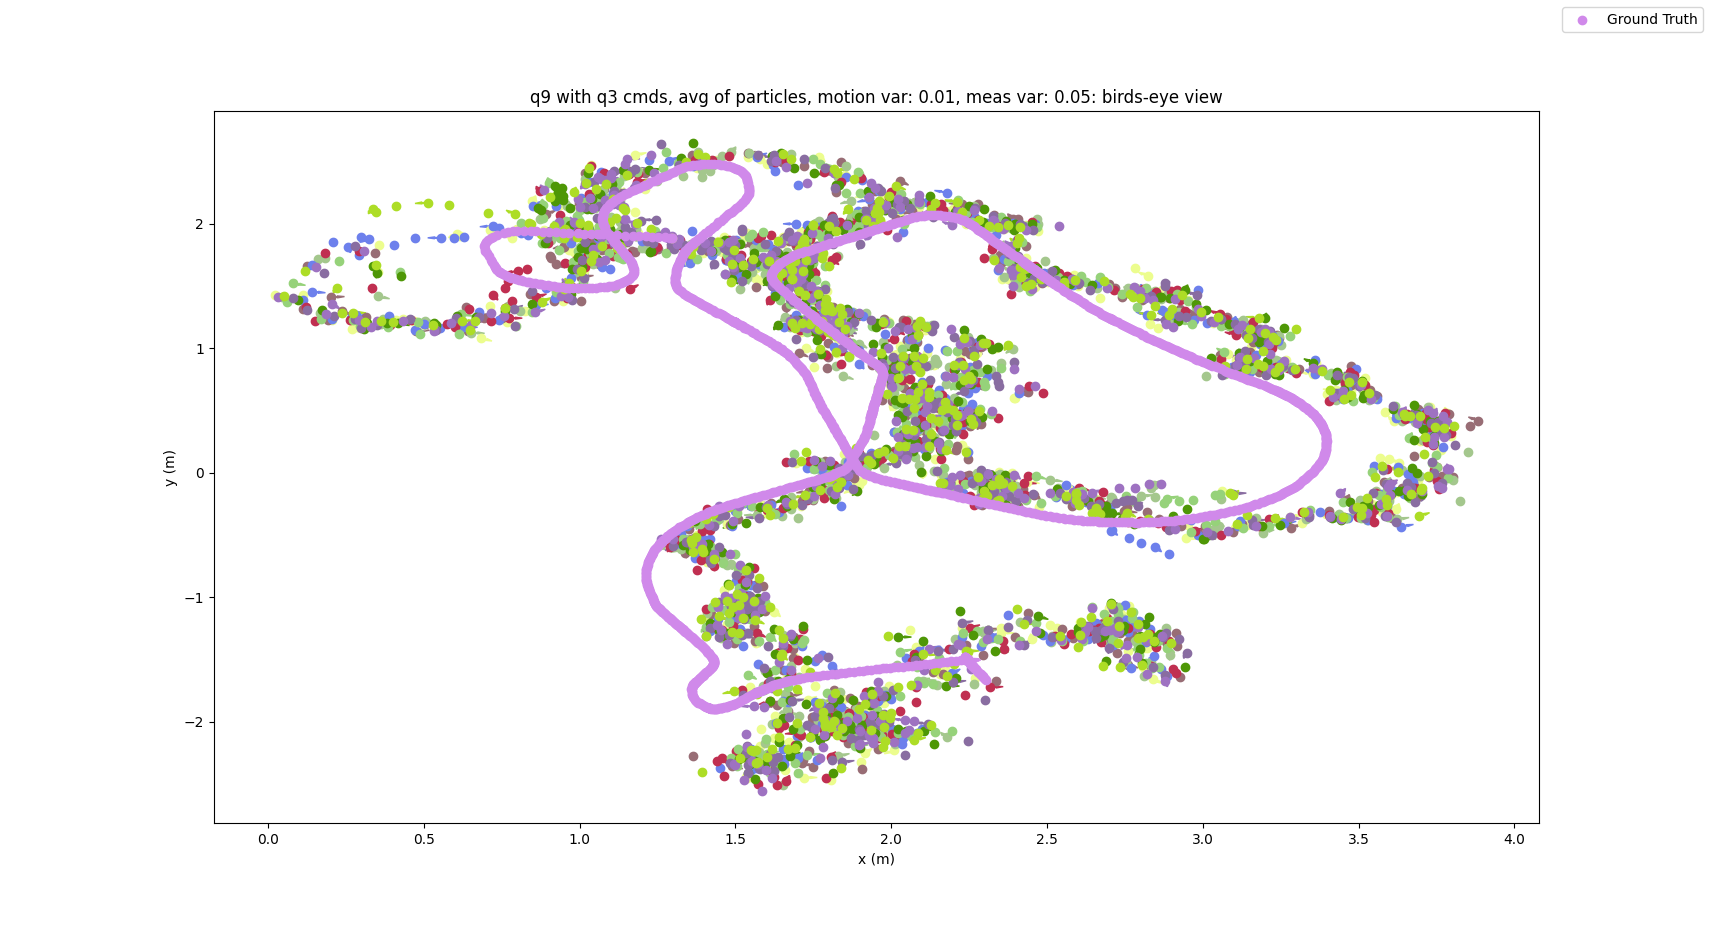 Ground Truth
q9 with q3 cmds, avg of particles, motion var: 0.01, meas var: 0.05: birds-eye view
y (m)
2
1
0
−1
−2
0.0 0.5 1.0 1.5 2.0 2.5 3.0 3.5 4.0
x (m)